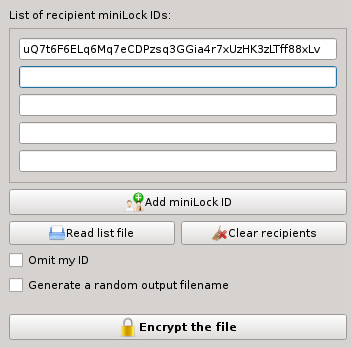 List of recipient miniLock IDs:
uQ7t6F6ELq6Mq7eCDPzsq3GGia4r7xUzHK3zLTff88xLv
Add miniLock ID
Read list file
Clear recipients
Omit my ID
Generate a random output filename
Encrypt the file